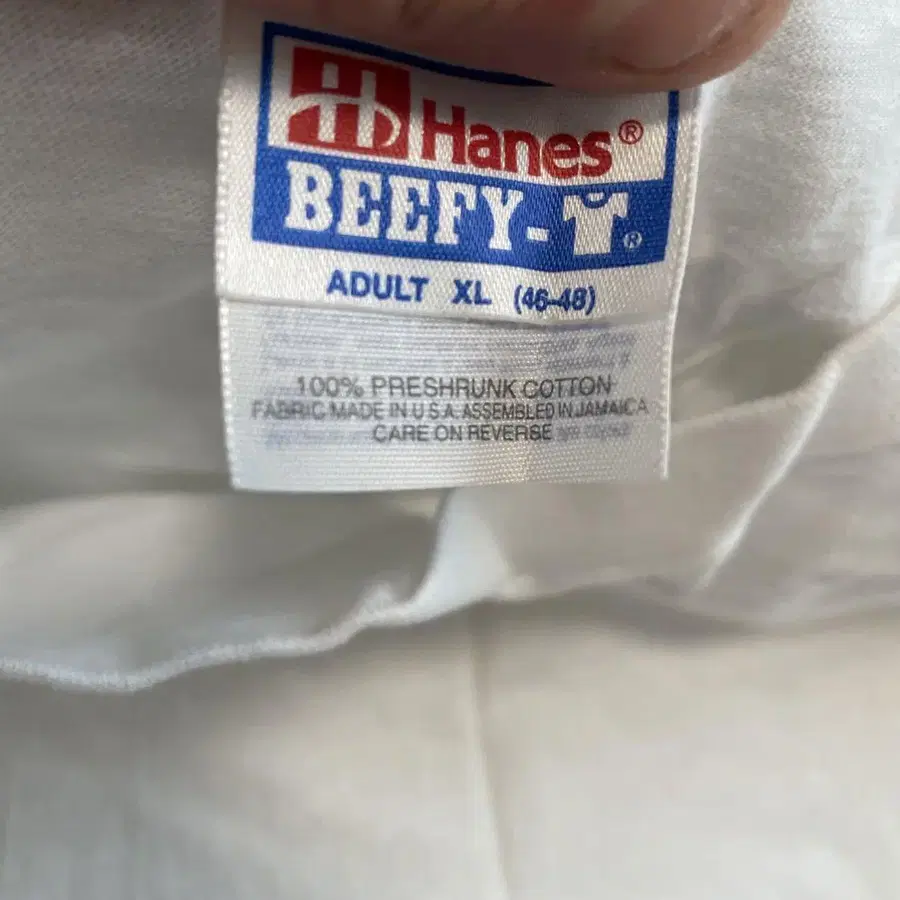 Hanes®
BEEFY-T®
ADULT XL (46-48)
100% PRESHRUNK COTTON
FABRIC MADE IN U.S.A. ASSEMBLED IN JAMAICA
CARE ON REVERSE